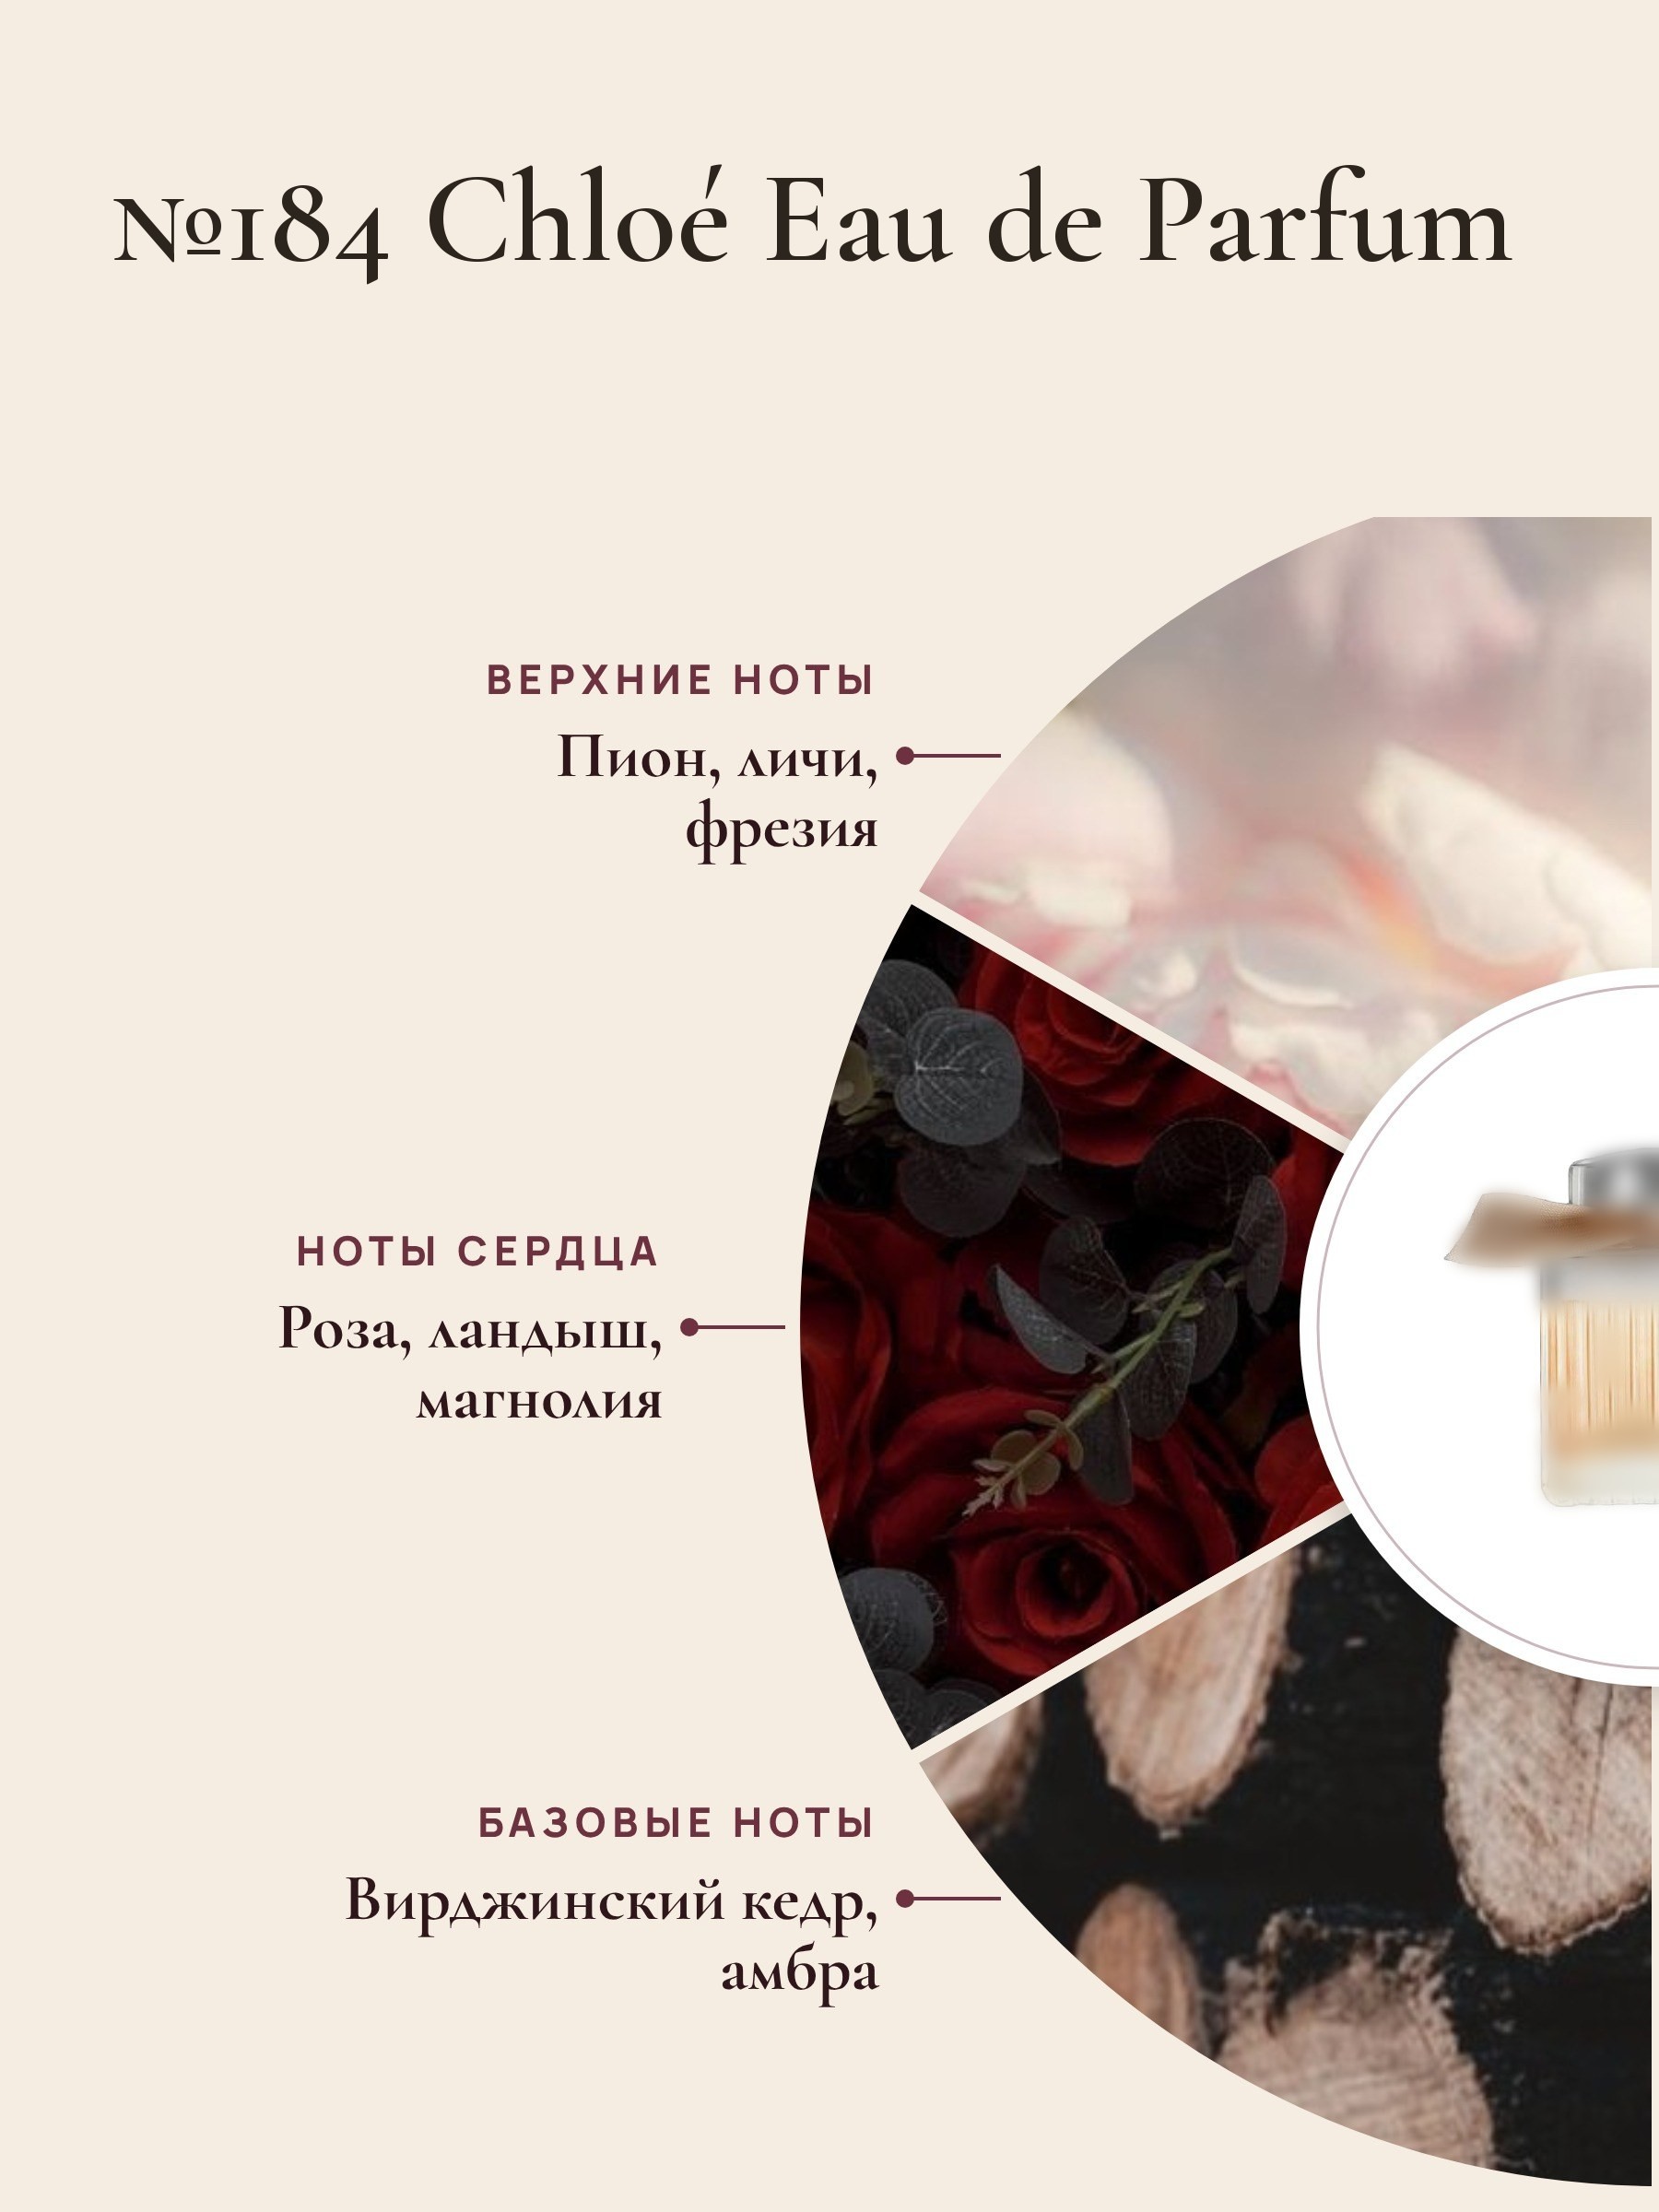 №184 Chloé Eau de Parfum
ВЕРХНИЕ НОТЫ
Пион, личи,
фрезия
НОТЫ СЕРДЦА
Роза, ландыш,
магнолия
БАЗОВЫЕ НОТЫ
Вирджинский кедр,
амбра